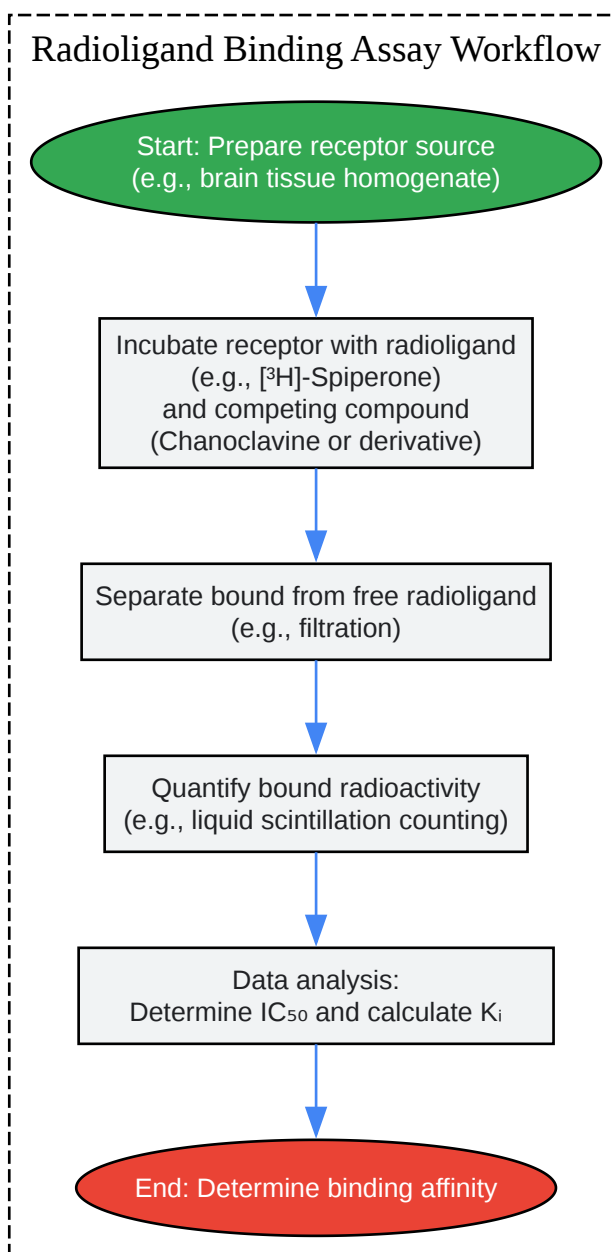 Radioligand Binding Assay Workflow
Start: Prepare receptor source
(e.g., brain tissue homogenate)
Incubate receptor with radioligand
(e.g., [³H]-Spiperone)
and competing compound
(Chanoclavine or derivative)
Separate bound from free radioligand
(e.g., filtration)
Quantify bound radioactivity
(e.g., liquid scintillation counting)
Data analysis:
Determine IC₅₀ and calculate Kᵢ
End: Determine binding affinity